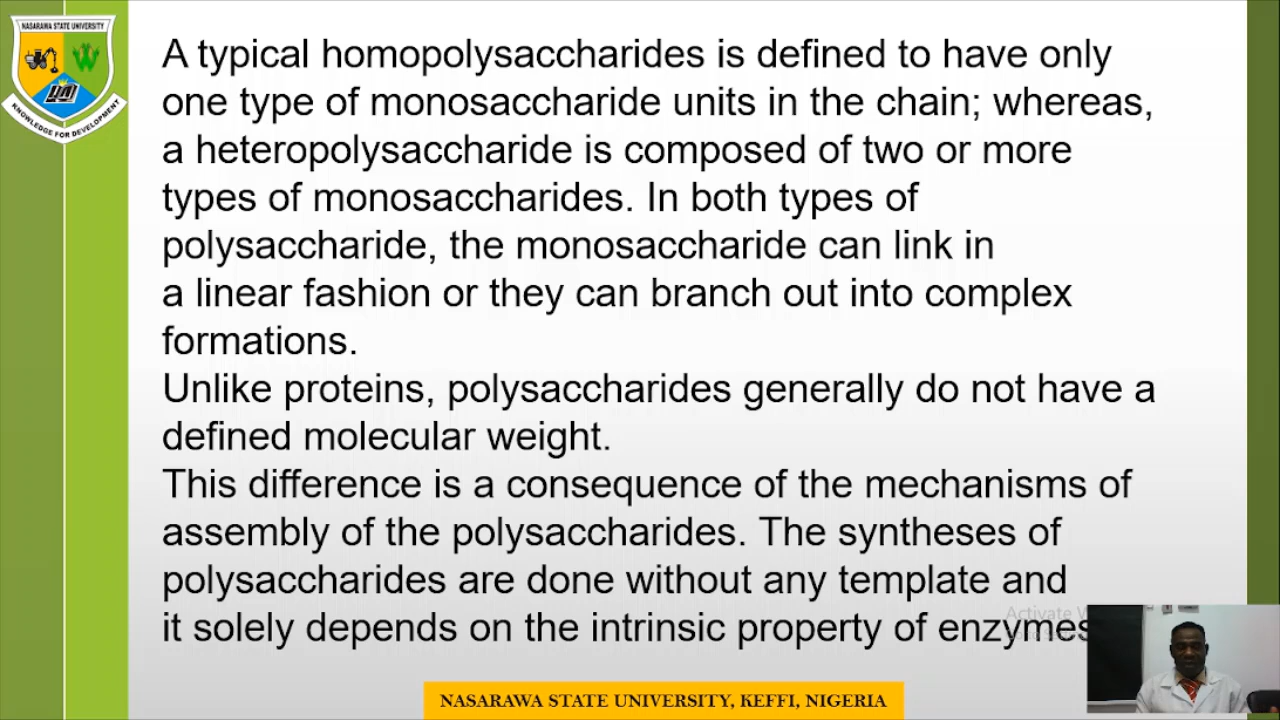 NASARAWA STATE UNIVERSITY
KNOWLEDGE FOR DEVELOPMENT
A typical homopolysaccharides is defined to have only
one type of monosaccharide units in the chain; whereas,
a heteropolysaccharide is composed of two or more
types of monosaccharides. In both types of
polysaccharide, the monosaccharide can link in
a linear fashion or they can branch out into complex
formations.
Unlike proteins, polysaccharides generally do not have a
defined molecular weight.
This difference is a consequence of the mechanisms of
assembly of the polysaccharides. The syntheses of
polysaccharides are done without any template and
it solely depends on the intrinsic property of enzymes
Activate
NASARAWA STATE UNIVERSITY, KEFFI, NIGERIA